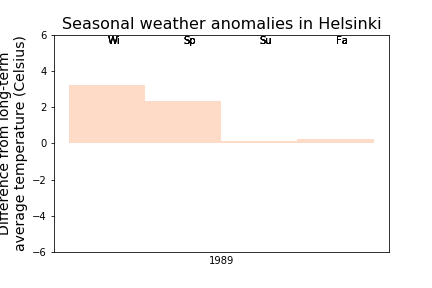 Seasonal weather anomalies in Helsinki
Wi Sp Su Fa
Difference from long-term
average temperature (Celsius)
6
4
2
0
−2
−4
−6
1989